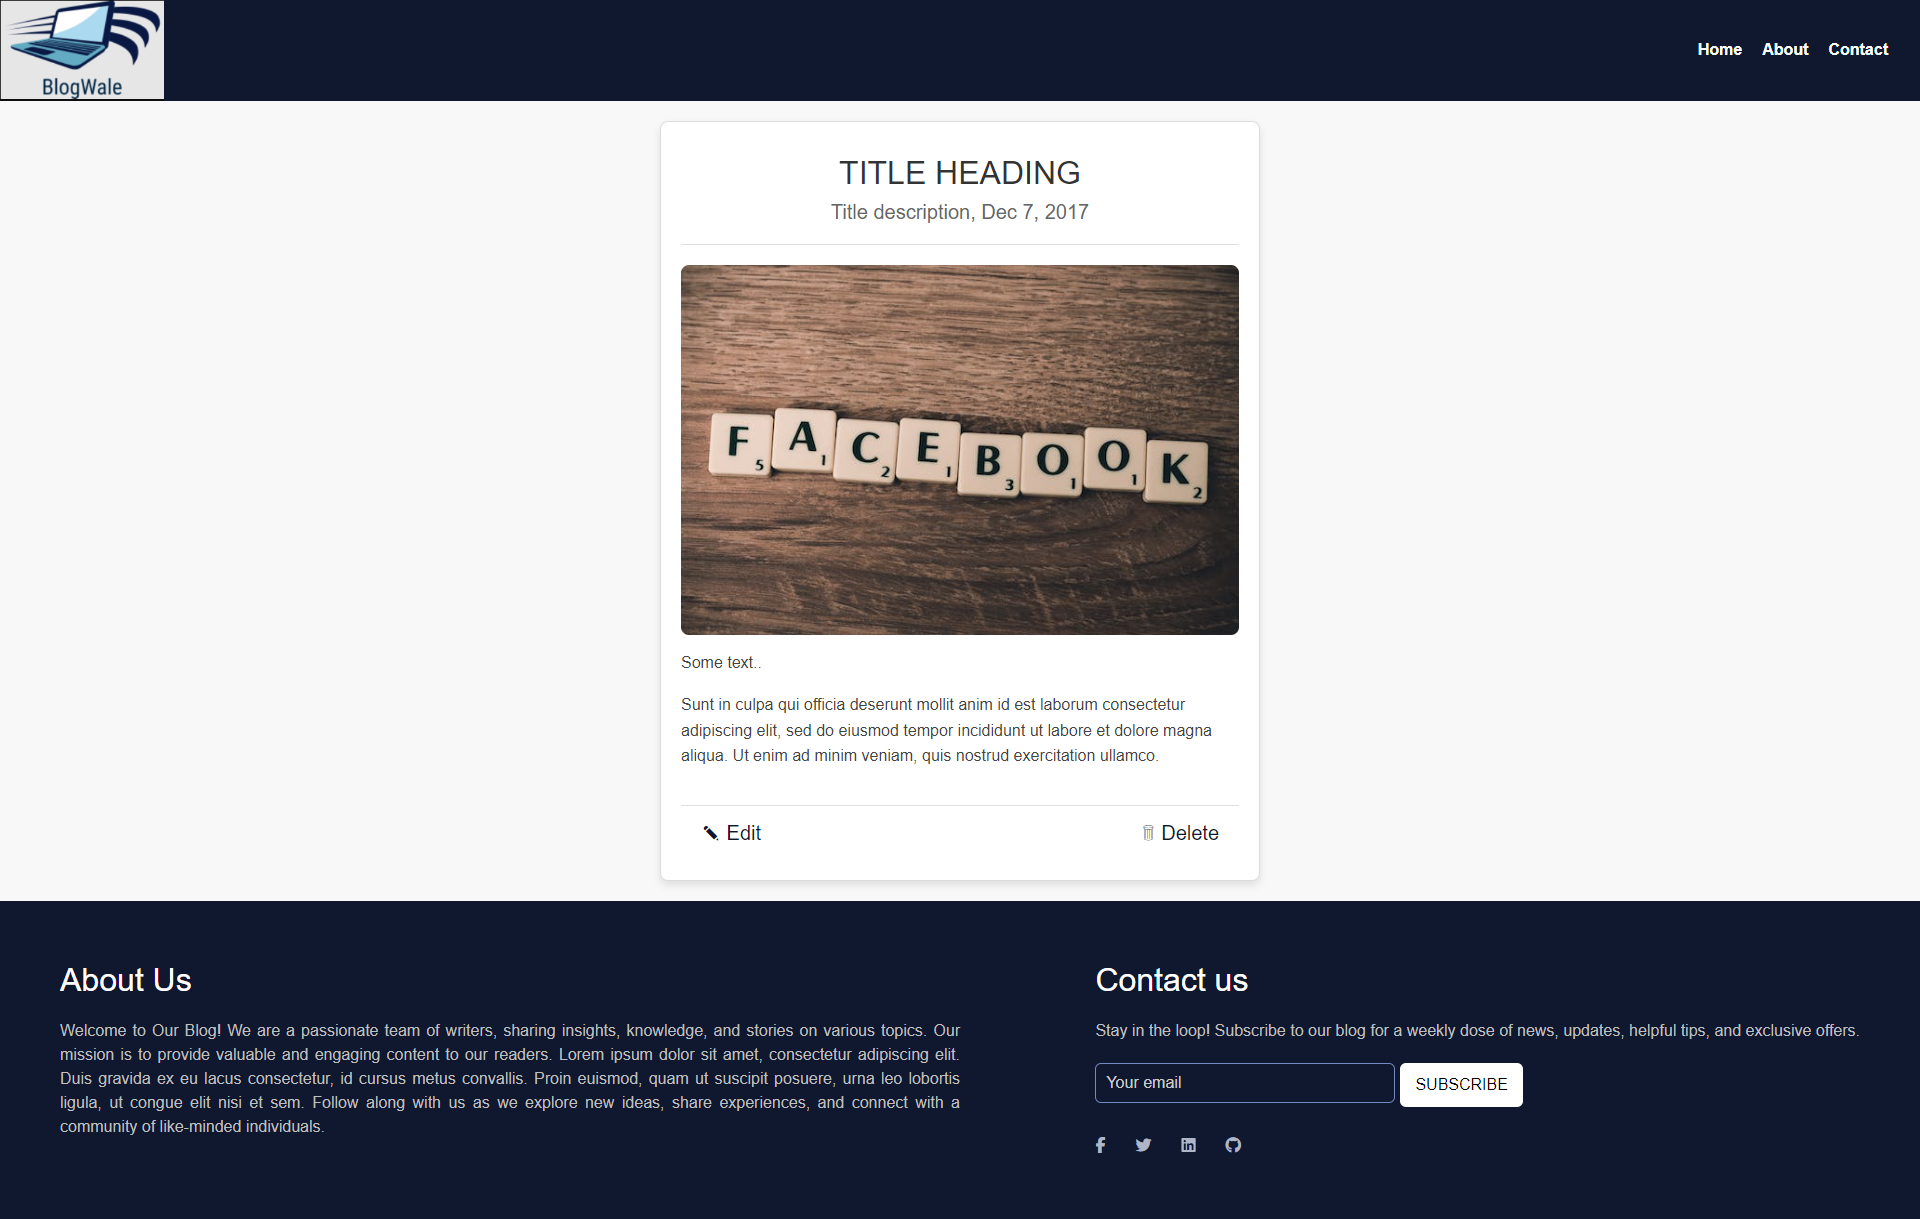 BlogWale
Home About Contact
TITLE HEADING
Title description, Dec 7, 2017
F5 A1 C2 E1 B3 O1 O1 K2
Some text..
Sunt in culpa qui officia deserunt mollit anim id est laborum consectetur
adipiscing elit, sed do eiusmod tempor incididunt ut labore et dolore magna
aliqua. Ut enim ad minim veniam, quis nostrud exercitation ullamco.
Edit Delete
About Us
Welcome to Our Blog! We are a passionate team of writers, sharing insights, knowledge, and stories on various topics. Our
mission is to provide valuable and engaging content to our readers. Lorem ipsum dolor sit amet, consectetur adipiscing elit.
Duis gravida ex eu lacus consectetur, id cursus metus convallis. Proin euismod, quam ut suscipit posuere, urna leo lobortis
ligula, ut congue elit nisi et sem. Follow along with us as we explore new ideas, share experiences, and connect with a
community of like-minded individuals.
Contact us
Stay in the loop! Subscribe to our blog for a weekly dose of news, updates, helpful tips, and exclusive offers.
Your email SUBSCRIBE